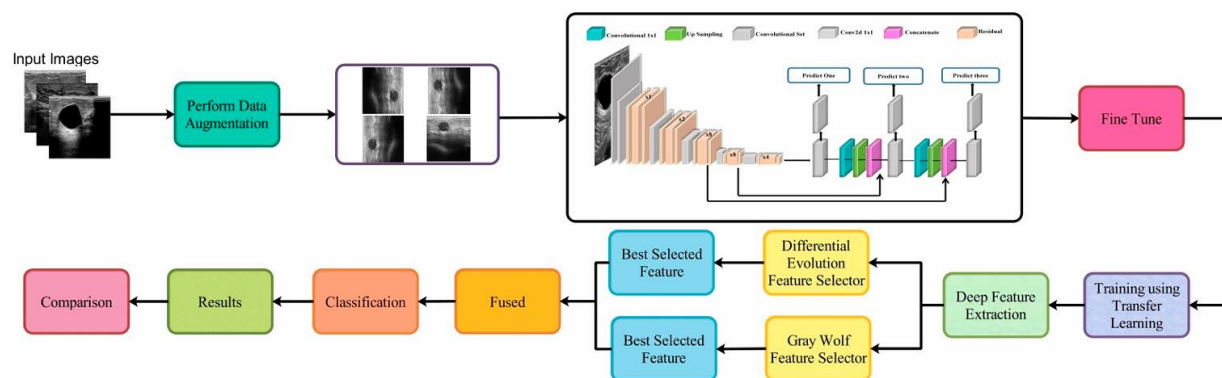 Input Images
Perform Data
Augmentation
Convolutional 1x1
Up Sampling
Convolutional Set
Conv2d 1x1
Concatenate
Residual
Predict One
Predict two
Predict three
x8
x4
Fine Tune
Training using
Transfer
Learning
Deep Feature
Extraction
Differential
Evolution
Feature Selector
Gray Wolf
Feature Selector
Best Selected
Feature
Best Selected
Feature
Fused
Classification
Results
Comparison